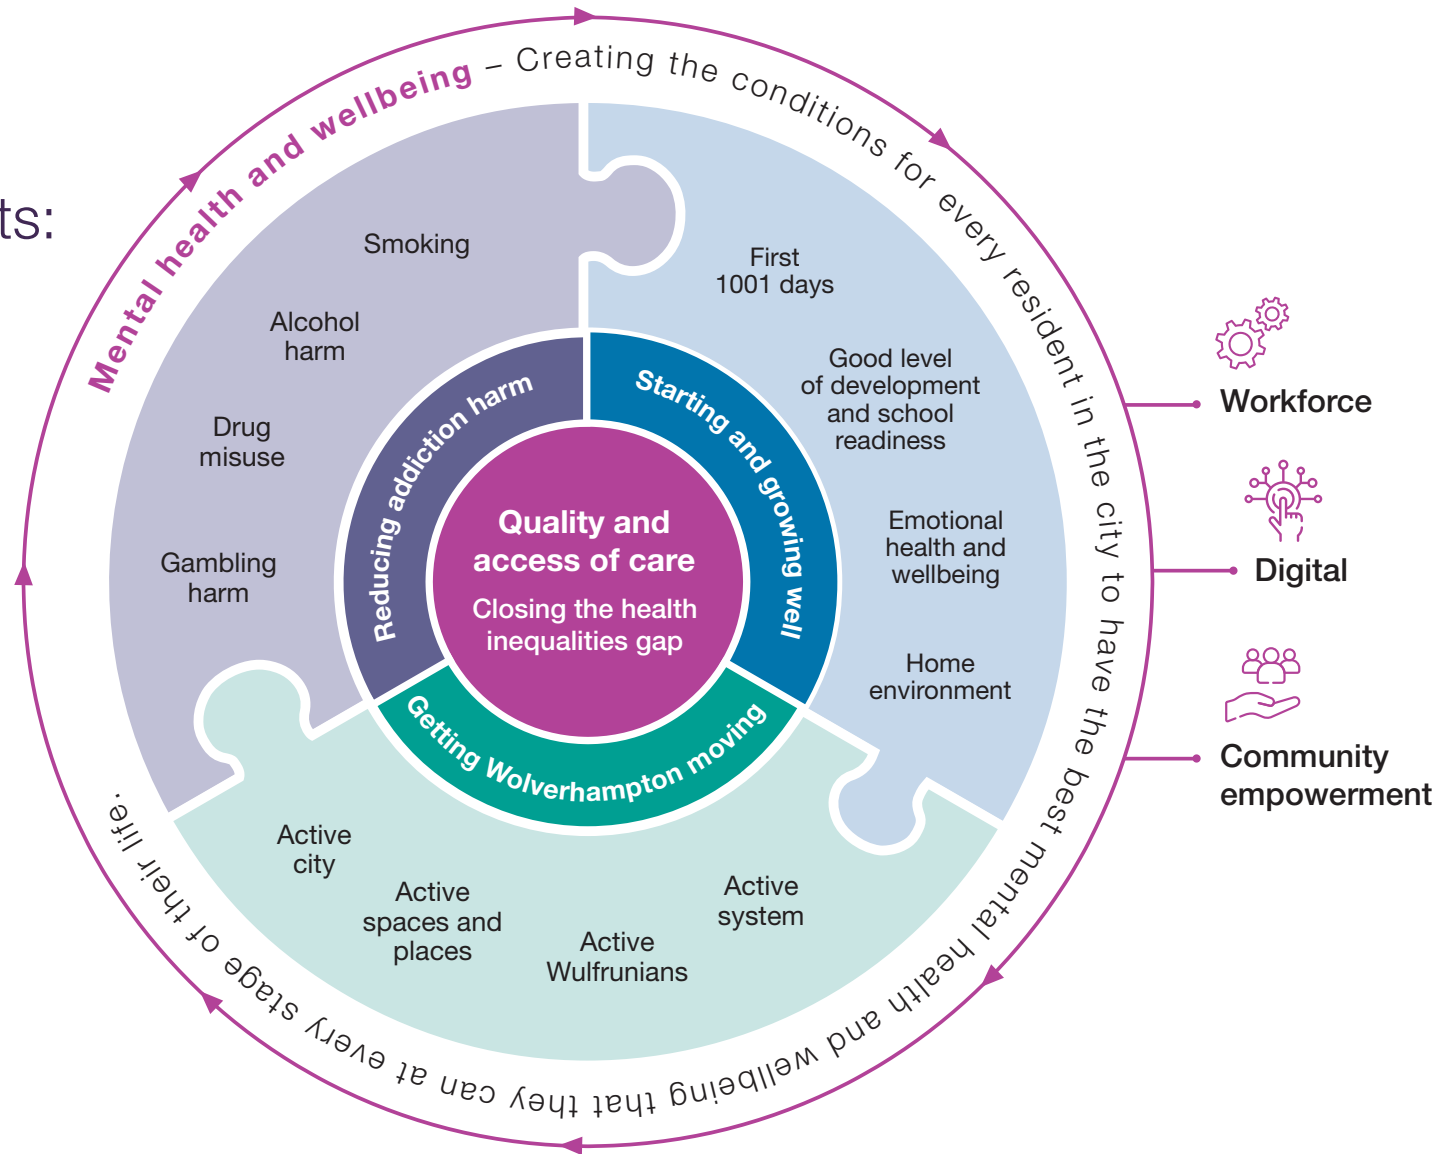 ts:
Mental health and wellbeing – Creating the conditions for every resident in the city to have the best mental health and wellbeing that they can at every stage of their life.
Smoking
Alcohol
harm
Drug
misuse
Gambling
harm
First
1001 days
Good level
of development
and school
readiness
Emotional
health and
wellbeing
Home
environment
Reducing addiction harm
Starting and growing well
Getting Wolverhampton moving
Quality and
access of care
Closing the health
inequalities gap
Active
city
Active
spaces and
places
Active
Wulfrunians
Active
system
Workforce
Digital
Community
empowerment